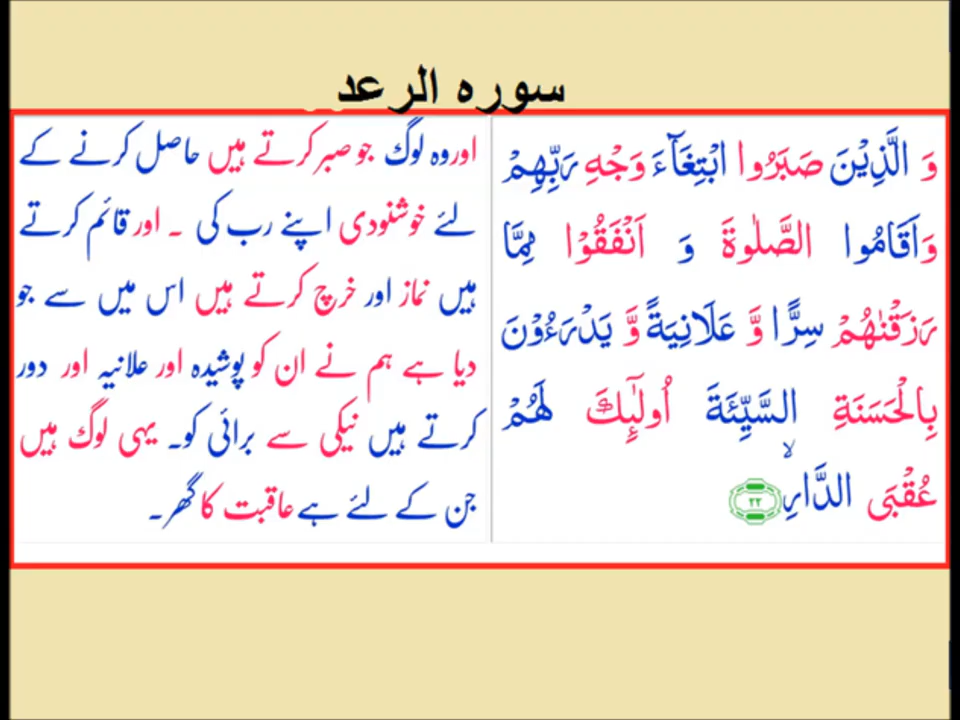 سورہ الرعد
وَ الَّذِیْنَ صَبَرُوا ابْتِغَآءَ وَجْهِ رَبِّهِمْ
وَاَقَامُوا الصَّلٰوةَ وَ اَنْفَقُوْا مِمَّا
رَزَقْنٰهُمْ سِرًّا وَّ عَلَانِیَةً وَّ یَدْرَءُوْنَ
بِالْحَسَنَةِ السَّیِّئَةَ اُولٰٓئِكَ لَهُمْ
عُقْبَی الدَّارِۙ ۲۲
اور وہ لوگ جو صبر کرتے ہیں حاصل کرنے کے
لئے خوشنودی اپنے رب کی ۔ اور قائم کرتے
ہیں نماز اور خرچ کرتے ہیں اس میں سے جو
دیا ہے ہم نے ان کو پوشیدہ اور علانیہ اور دور
کرتے ہیں نیکی سے برائی کو۔ یہی لوگ ہیں
جن کے لئے ہے عاقبت کا گھر۔